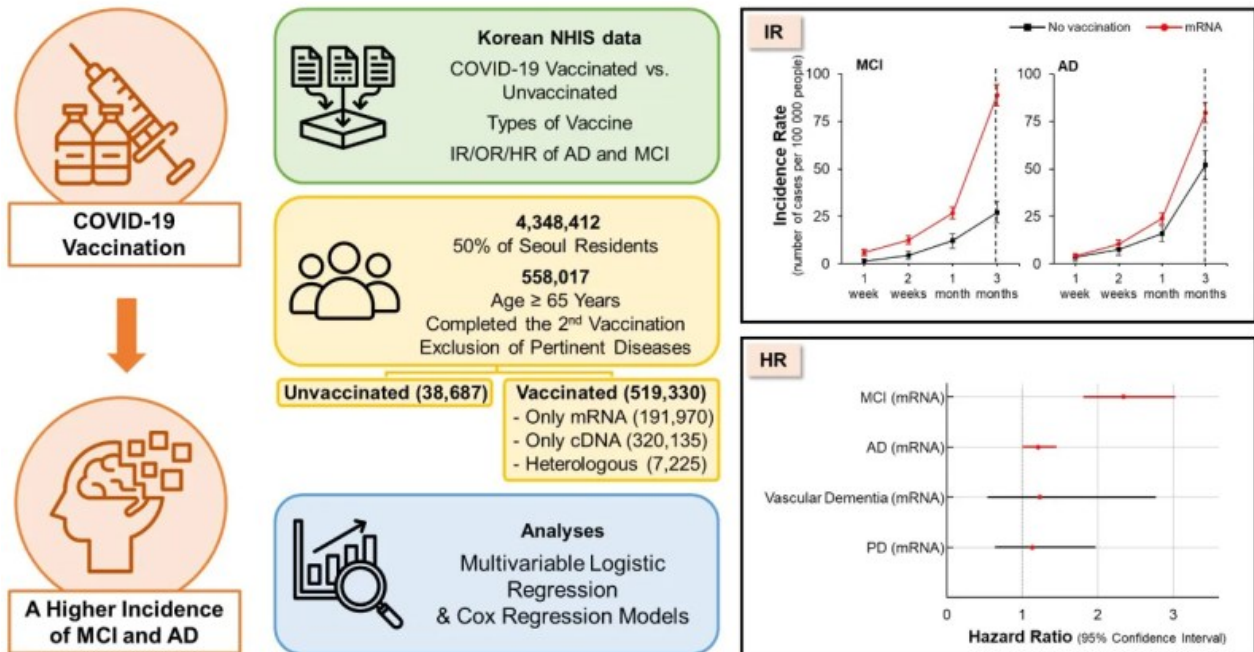 COVID-19
Vaccination
A Higher Incidence
of MCI and AD
Korean NHIS data
COVID-19 Vaccinated vs.
Unvaccinated
Types of Vaccine
IR/OR/HR of AD and MCI
4,348,412
50% of Seoul Residents
558,017
Age ≥ 65 Years
Completed the 2nd Vaccination
Exclusion of Pertinent Diseases
Unvaccinated (38,687)
Vaccinated (519,330)
- Only mRNA (191,970)
- Only cDNA (320,135)
- Heterologous (7,225)
Analyses
Multivariable Logistic
Regression
& Cox Regression Models
IR
No vaccination mRNA
MCI
AD
Incidence Rate
(number of cases per 100 000 people)
100
75
50
25
0
1 2 1 3
week weeks month months
100
75
50
25
0
1 2 1 3
week weeks month months
HR
MCI (mRNA)
AD (mRNA)
Vascular Dementia (mRNA)
PD (mRNA)
0 1 2 3
Hazard Ratio (95% Confidence Interval)